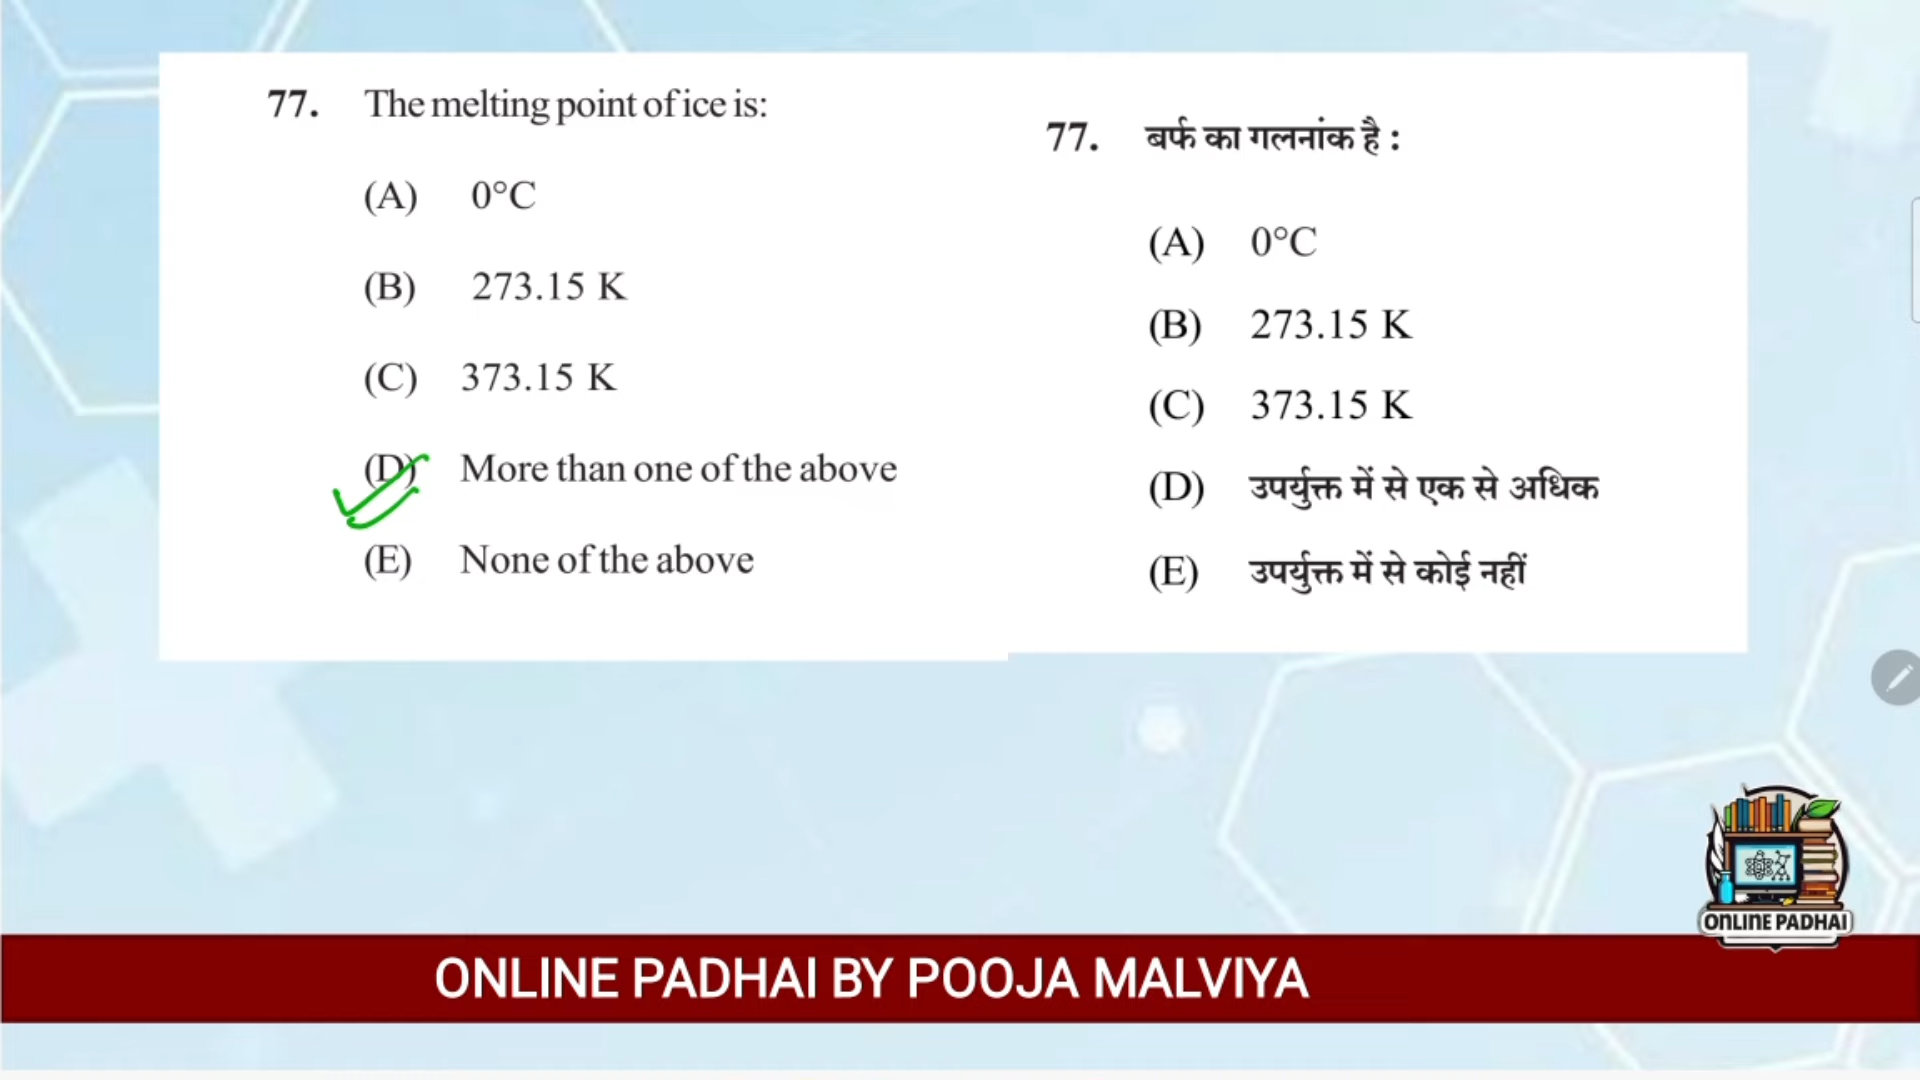 77. The melting point of ice is:
(A) 0°C
(B) 273.15 K
(C) 373.15 K
(D) More than one of the above
(E) None of the above
77. बर्फ का गलनांक है :
(A) 0°C
(B) 273.15 K
(C) 373.15 K
(D) उपर्युक्त में से एक से अधिक
(E) उपर्युक्त में से कोई नहीं
ONLINE PADHAI
ONLINE PADHAI BY POOJA MALVIYA